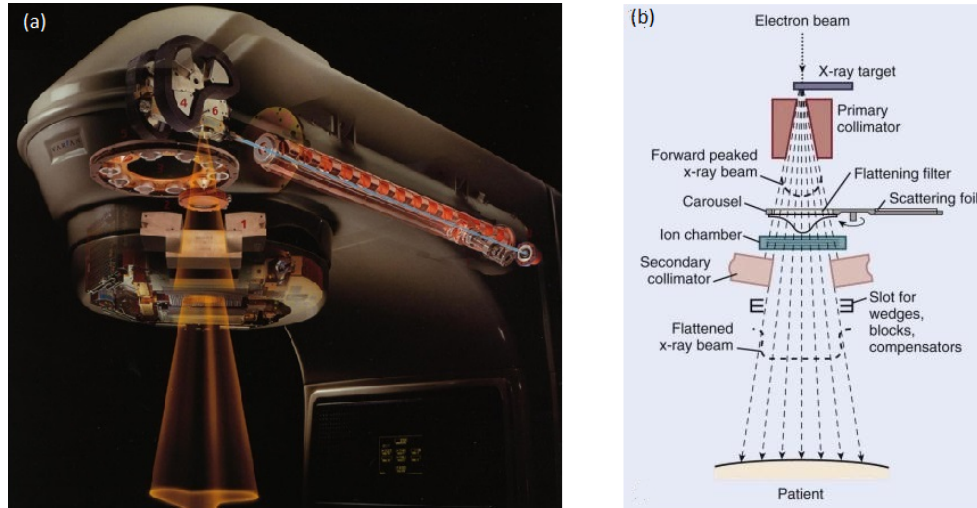 (a)
VARIAN
4
6
1
(b)
Electron beam
X-ray target
Primary
collimator
Forward peaked
x-ray beam
Flattening filter
Scattering foil
Carousel
Ion chamber
Secondary
collimator
Slot for
wedges,
blocks,
compensators
Flattened
x-ray beam
Patient